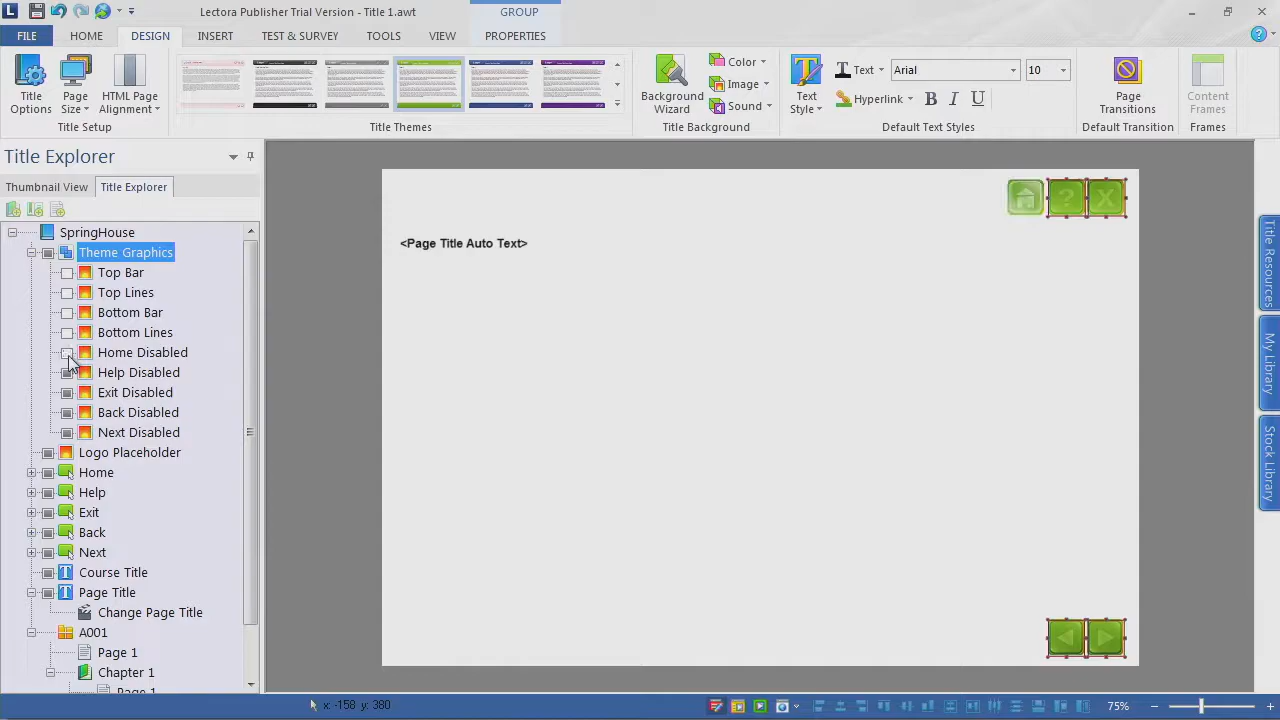 Lectora Publisher Trial Version - Title 1.awt
GROUP
FILE HOME DESIGN INSERT TEST & SURVEY TOOLS VIEW PROPERTIES
Title Options
Page Size
HTML Page Alignment
Title Setup
Title Themes
Background Wizard
Color
Image
Sound
Title Background
Text Style
Text
Arial
10
Hyperlink
B I U
Default Text Styles
Page Transitions
Default Transition
Content Frames
Frames
Title Explorer
Thumbnail View
Title Explorer
SpringHouse
Theme Graphics
Top Bar
Top Lines
Bottom Bar
Bottom Lines
Home Disabled
Help Disabled
Exit Disabled
Back Disabled
Next Disabled
Logo Placeholder
Home
Help
Exit
Back
Next
Course Title
Page Title
Change Page Title
A001
Page 1
Chapter 1
Page 1
<Page Title Auto Text>
? X
Title Resources
My Library
Stock Library
x: -158 y: 380
75%